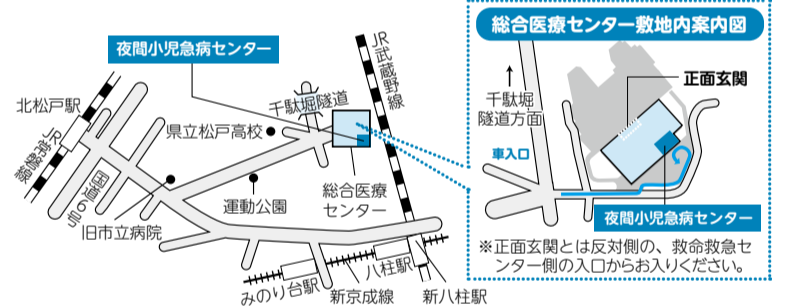 夜間小児急病センター
JR武蔵野線
北松戸駅
千駄堀隧道
県立松戸高校
JR常磐線
国道6号
旧市立病院
運動公園
総合医療
センター
みのり台駅
新京成線
八柱駅
新八柱駅
総合医療センター敷地内案内図
正面玄関
↑
千駄堀
隧道方面
車入口
夜間小児急病センター
※正面玄関とは反対側の、救命救急セ
ンター側の入口からお入りください。